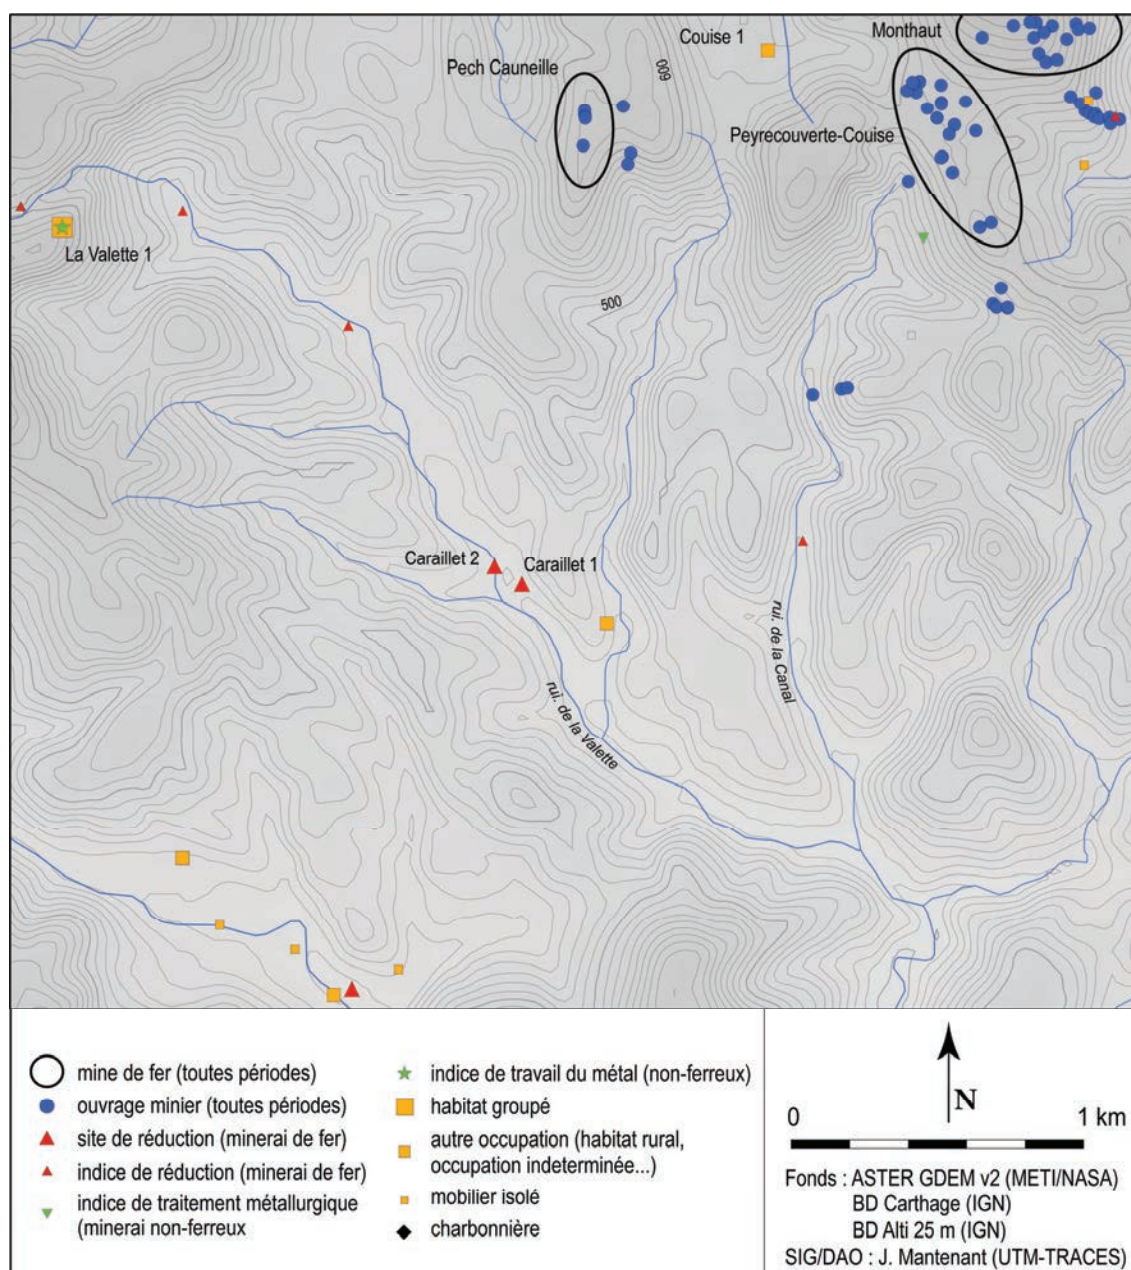 Monthaut
Couise 1
Pech Cauneille
600
Peyrecouverte-Couise
La Valette 1
500
Caraillet 2
Caraillet 1
rui. de la Canal
rui. de la Valette
mine de fer (toutes périodes)
ouvrage minier (toutes périodes)
site de réduction (minerai de fer)
indice de réduction (minerai de fer)
indice de traitement métallurgique
(minerai non-ferreux
indice de travail du métal (non-ferreux)
habitat groupé
autre occupation (habitat rural,
occupation indeterminée...)
mobilier isolé
charbonnière
N
0 1 km
Fonds : ASTER GDEM v2 (METI/NASA)
BD Carthage (IGN)
BD Alti 25 m (IGN)
SIG/DAO : J. Mantenant (UTM-TRACES)